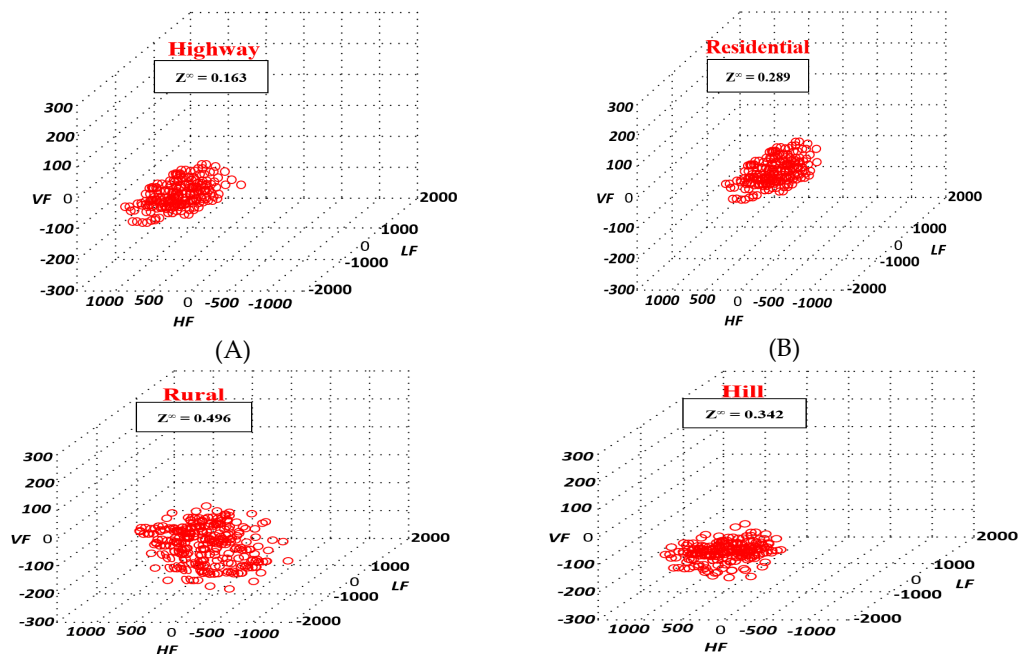 Highway
Z∞ = 0.163
300
200
100
VF 0
-100
-200
-300
1000 500 0 -500 -1000
HF
-2000
-1000
0
1000
2000
LF
(A)
Residential
Z∞ = 0.289
300
200
100
VF 0
-100
-200
-300
1000 500 0 -500 -1000
HF
-2000
-1000
0
1000
2000
LF
(B)
Rural
Z∞ = 0.496
300
200
100
VF 0
-100
-200
-300
1000 500 0 -500 -1000
HF
-2000
-1000
0
1000
2000
LF
Hill
Z∞ = 0.342
300
200
100
VF 0
-100
-200
-300
1000 500 0 -500 -1000
HF
-2000
-1000
0
1000
2000
LF